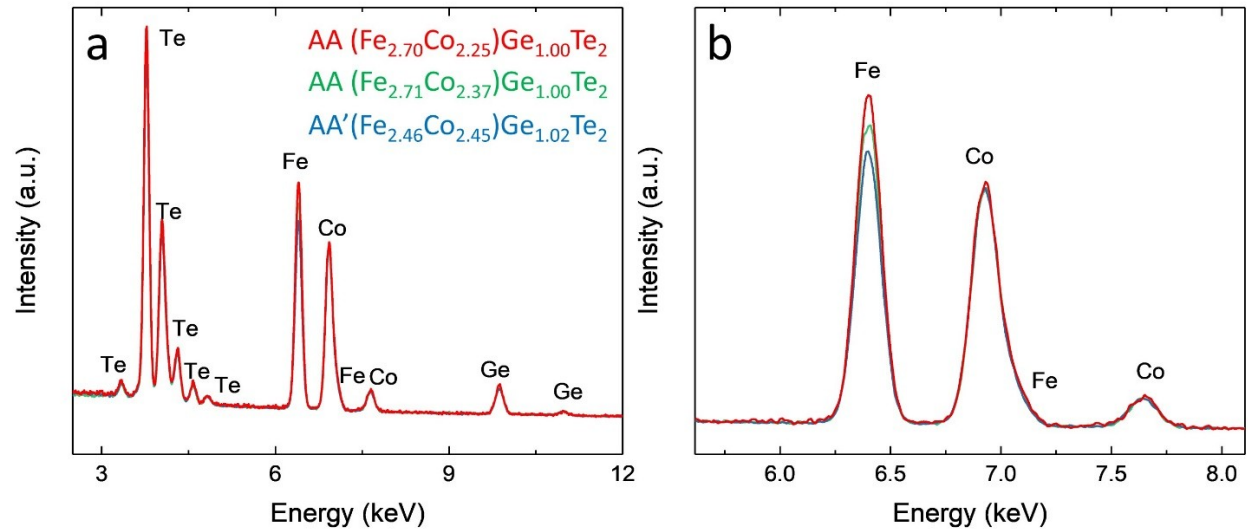 a
Te
AA (Fe2.70Co2.25)Ge1.00Te2
AA (Fe2.71Co2.37)Ge1.00Te2
AA’(Fe2.46Co2.45)Ge1.02Te2
Fe
Te
Co
Te
Te
Te
Te
Fe
Co
Ge
Ge
Intensity (a.u.)
3
6
9
12
Energy (keV)
b
Fe
Co
Fe
Co
Intensity (a.u.)
6.0
6.5
7.0
7.5
8.0
Energy (keV)